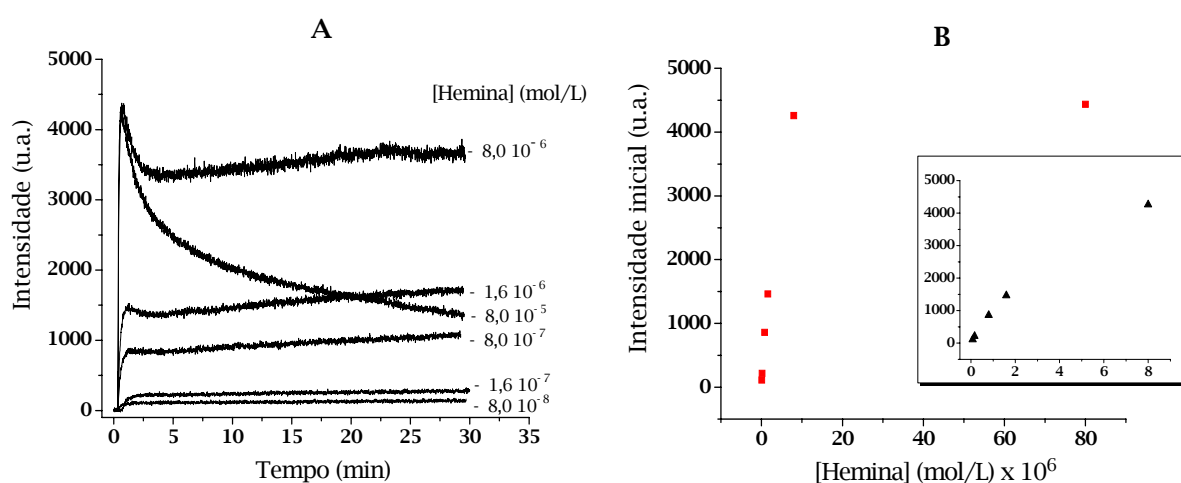 A
5000
4000
3000
2000
1000
0
Intensidade (u.a.)
[Hemina] (mol/L)
- 8,0 10⁻⁶
- 1,6 10⁻⁶
- 8,0 10⁻⁵
- 8,0 10⁻⁷
- 1,6 10⁻⁷
- 8,0 10⁻⁸
0 5 10 15 20 25 30 35
Tempo (min)
B
5000
4000
3000
2000
1000
0
Intensidade inicial (u.a.)
0 20 40 60 80
[Hemina] (mol/L) x 10⁶
5000
4000
3000
2000
1000
0
0 2 4 6 8